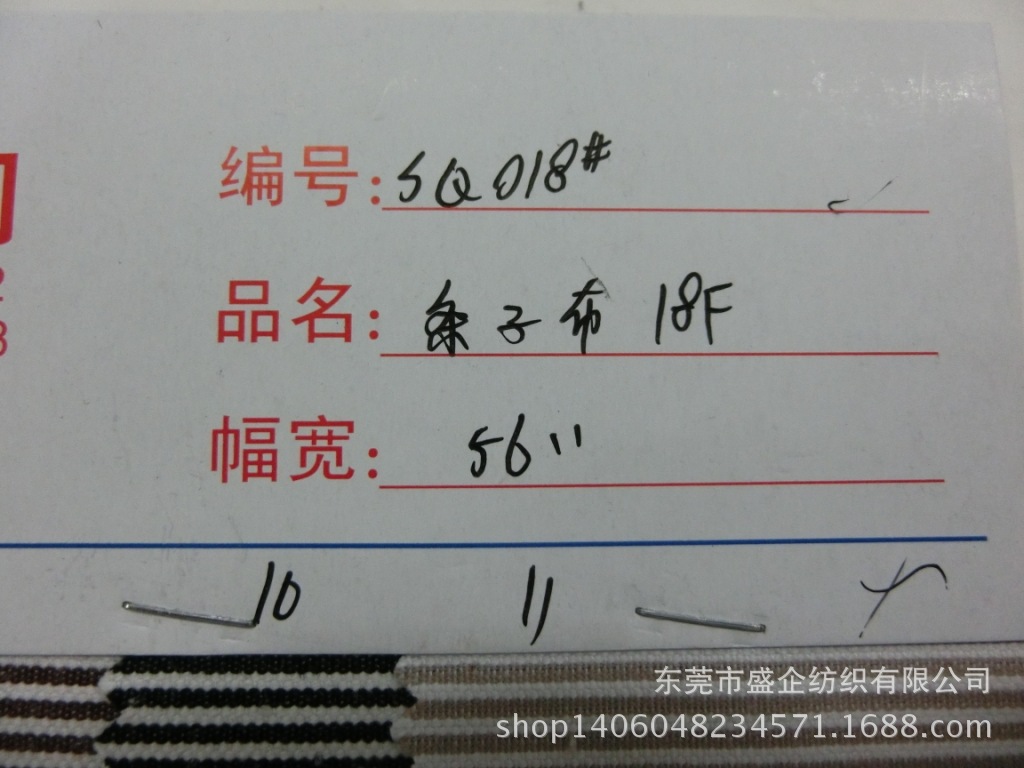 编号:SQ018#
品名:条子布 18F
幅宽:56"
10 11
东莞市盛企纺织有限公司
shop1406048234571.1688.com